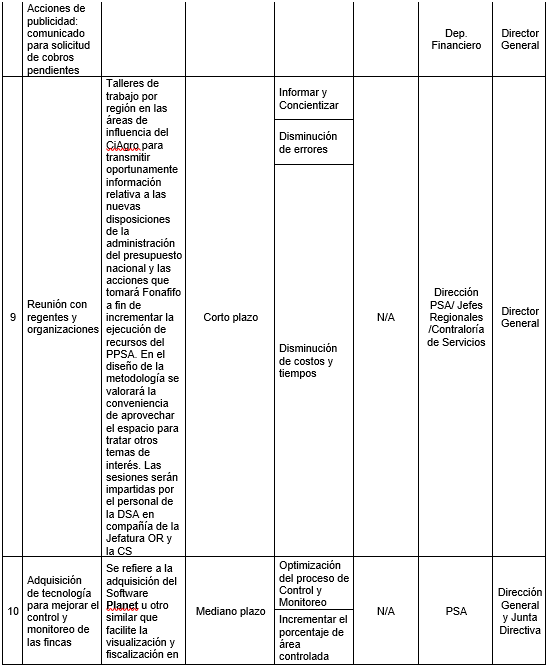 Acciones de
publicidad:
comunicado
para solicitud
de cobros
pendientes
Dep.
Financiero
Director
General
9
Reunión con
regentes y
organizaciones
Talleres de
trabajo por
región en las
áreas de
influencia del
CiAgro para
transmitir
oportunamente
información
relativa a las
nuevas
disposiciones
de la
administración
del presupuesto
nacional y las
acciones que
tomará Fonafifo
a fin de
incrementar la
ejecución de
recursos del
PPSA. En el
diseño de la
metodología se
valorará la
conveniencia
de aprovechar
el espacio para
tratar otros
temas de
interés. Las
sesiones serán
impartidas por
el personal de
la DSA en
compañía de la
Jefatura OR y
la CS
Corto plazo
Informar y
Concientizar
Disminución
de errores
Disminución
de costos y
tiempos
N/A
Dirección
PSA/ Jefes
Regionales
/Contraloría
de Servicios
Director
General
10
Adquisición
de tecnología
para mejorar el
control y
monitoreo de
las fincas
Se refiere a la
adquisición del
Software
Planet u otro
similar que
facilite la
visualización y
fiscalización en
Mediano plazo
Optimización
del proceso de
Control y
Monitoreo
Incrementar el
porcentaje de
área
controlada
N/A
PSA
Dirección
General
y Junta
Directiva